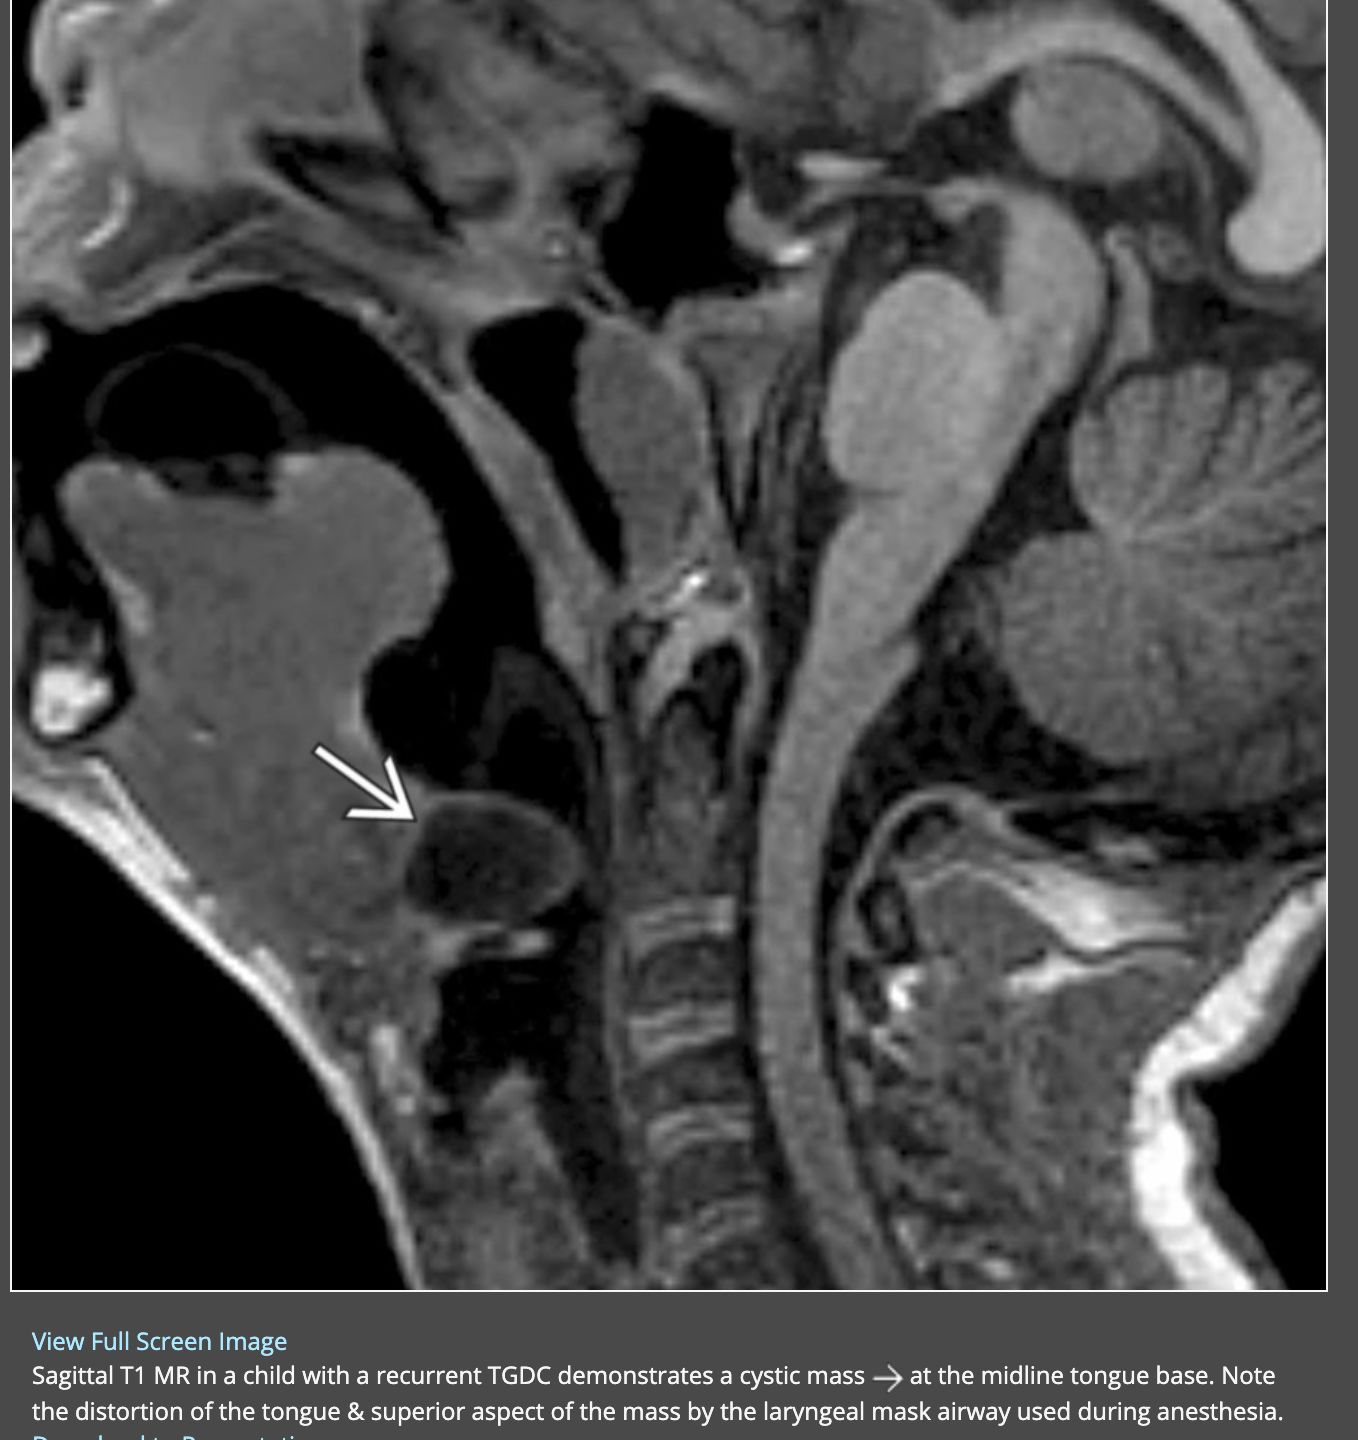 View Full Screen Image
Sagittal T1 MR in a child with a recurrent TGDC demonstrates a cystic mass → at the midline tongue base. Note
the distortion of the tongue & superior aspect of the mass by the laryngeal mask airway used during anesthesia.